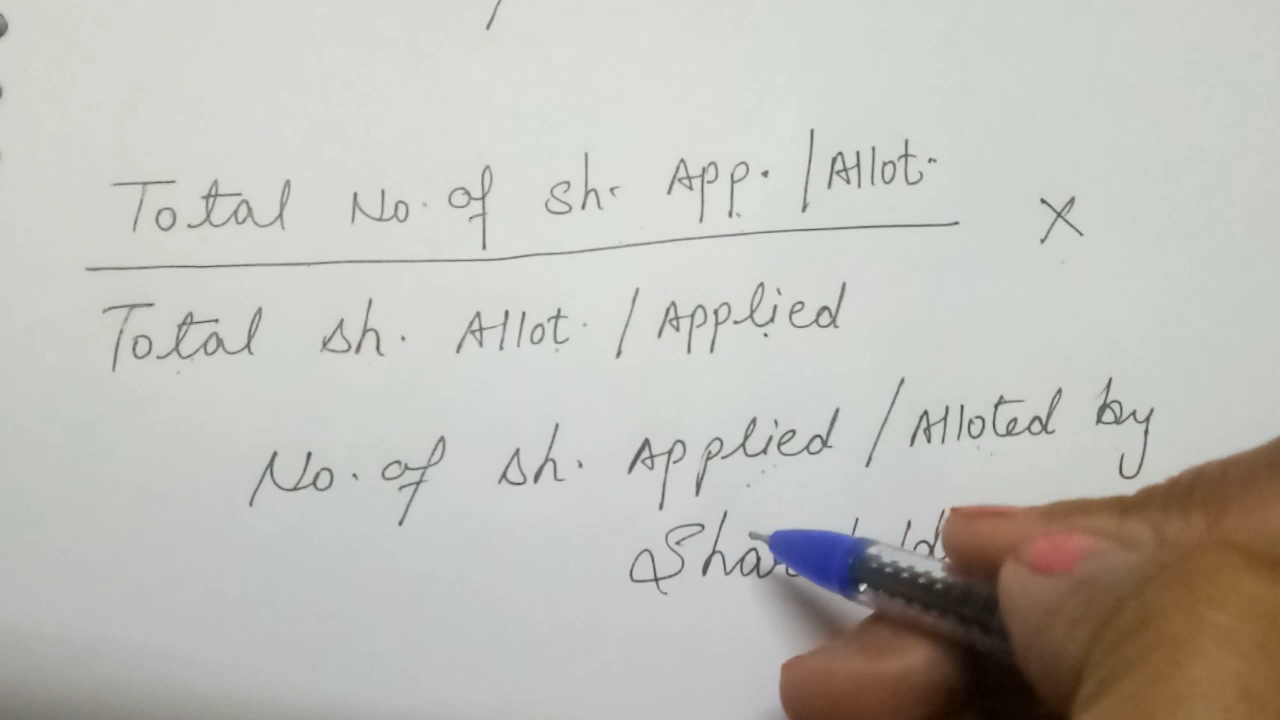 Total No. of sh. App. / Allot.
Total sh. Allot. / Applied
X
No. of sh. Applied / Alloted by